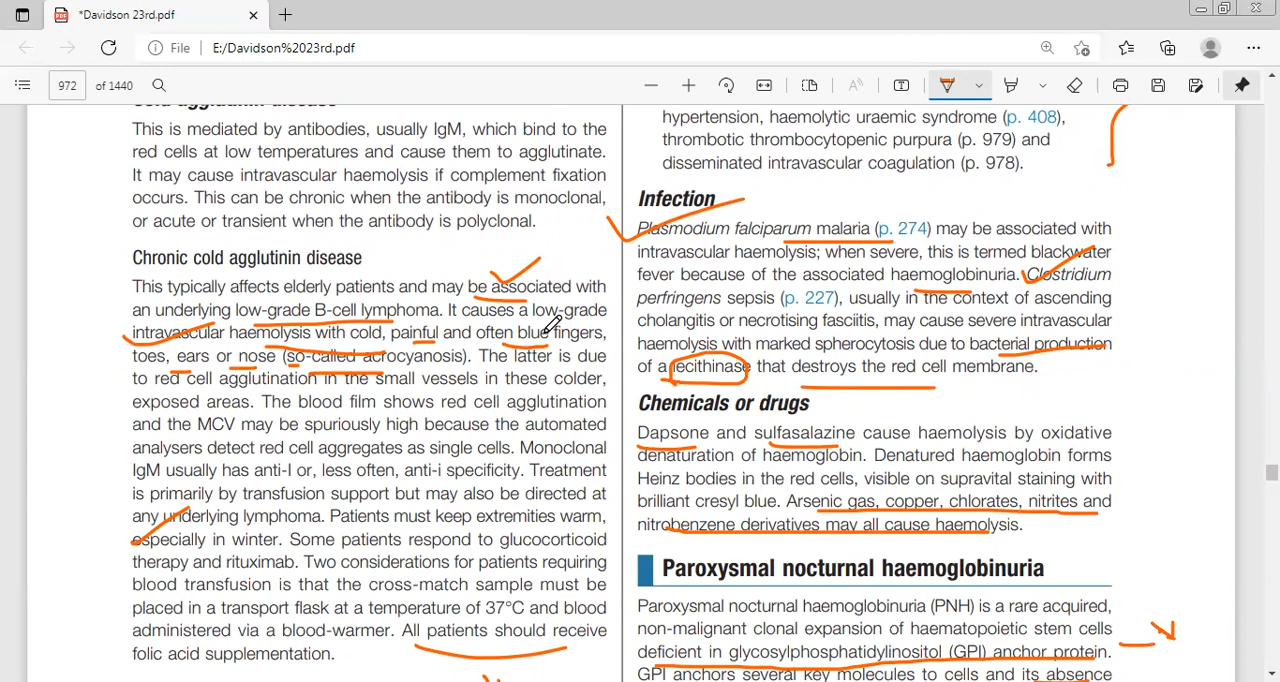 *Davidson 23rd.pdf
File
E:/Davidson%2023rd.pdf
972
of 1440
Cold agglutinin disease
This is mediated by antibodies, usually IgM, which bind to the
red cells at low temperatures and cause them to agglutinate.
It may cause intravascular haemolysis if complement fixation
occurs. This can be chronic when the antibody is monoclonal,
or acute or transient when the antibody is polyclonal.
Chronic cold agglutinin disease
This typically affects elderly patients and may be associated with
an underlying low-grade B-cell lymphoma. It causes a low-grade
intravascular haemolysis with cold, painful and often blue fingers,
toes, ears or nose (so-called acrocyanosis). The latter is due
to red cell agglutination in the small vessels in these colder,
exposed areas. The blood film shows red cell agglutination
and the MCV may be spuriously high because the automated
analysers detect red cell aggregates as single cells. Monoclonal
IgM usually has anti-I or, less often, anti-i specificity. Treatment
is primarily by transfusion support but may also be directed at
any underlying lymphoma. Patients must keep extremities warm,
especially in winter. Some patients respond to glucocorticoid
therapy and rituximab. Two considerations for patients requiring
blood transfusion is that the cross-match sample must be
placed in a transport flask at a temperature of 37°C and blood
administered via a blood-warmer. All patients should receive
folic acid supplementation.
hypertension, haemolytic uraemic syndrome (p. 408),
thrombotic thrombocytopenic purpura (p. 979) and
disseminated intravascular coagulation (p. 978).
Infection
Plasmodium falciparum malaria (p. 274) may be associated with
intravascular haemolysis; when severe, this is termed blackwater
fever because of the associated haemoglobinuria. Clostridium
perfringens sepsis (p. 227), usually in the context of ascending
cholangitis or necrotising fasciitis, may cause severe intravascular
haemolysis with marked spherocytosis due to bacterial production
of a lecithinase that destroys the red cell membrane.
Chemicals or drugs
Dapsone and sulfasalazine cause haemolysis by oxidative
denaturation of haemoglobin. Denatured haemoglobin forms
Heinz bodies in the red cells, visible on supravital staining with
brilliant cresyl blue. Arsenic gas, copper, chlorates, nitrites and
nitrobenzene derivatives may all cause haemolysis.
Paroxysmal nocturnal haemoglobinuria
Paroxysmal nocturnal haemoglobinuria (PNH) is a rare acquired,
non-malignant clonal expansion of haematopoietic stem cells
deficient in glycosylphosphatidylinositol (GPI) anchor protein.
GPI anchors several key molecules to cells and its absence